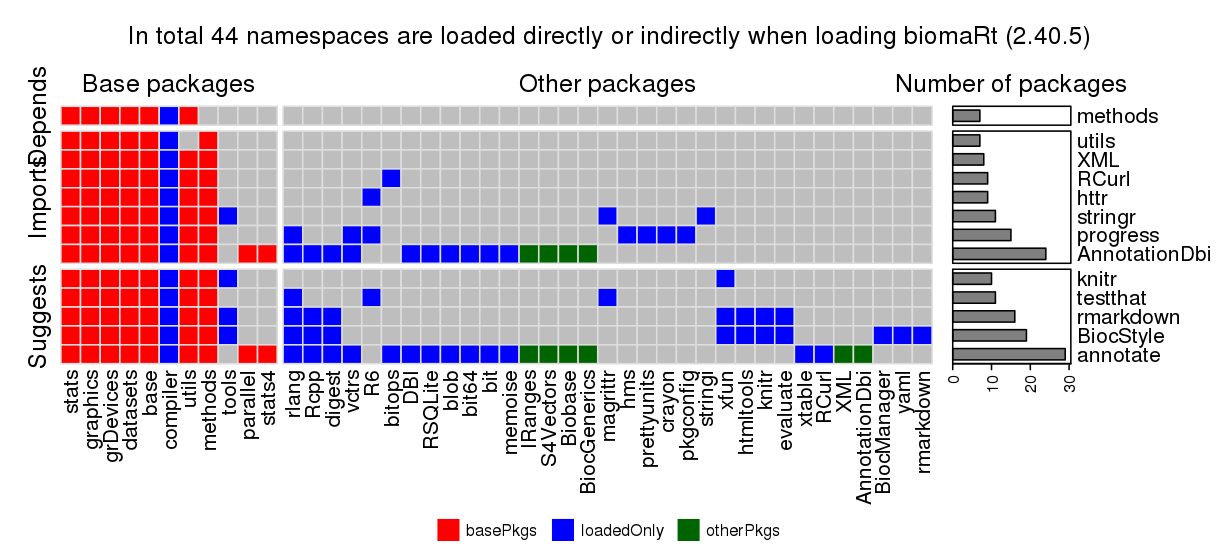 In total 44 namespaces are loaded directly or indirectly when loading biomaRt (2.40.5)
Base packages
Other packages
Number of packages
Depends
Imports
Suggests
methods
utils
XML
RCurl
httr
stringr
progress
AnnotationDbi
knitr
testthat
rmarkdown
BiocStyle
annotate
0
10
20
30
stats
graphics
grDevices
datasets
base
compiler
utils
methods
tools
parallel
stats4
rlang
Rcpp
digest
vctrs
R6
bitops
DBI
RSQLite
blob
bit64
bit
memoise
IRanges
S4Vectors
Biobase
BiocGenerics
magrittr
hms
prettyunits
crayon
pkgconfig
stringi
xfun
htmltools
knitr
evaluate
xtable
RCurl
XML
AnnotationDbi
BiocManager
yaml
rmarkdown
basePkgs
loadedOnly
otherPkgs